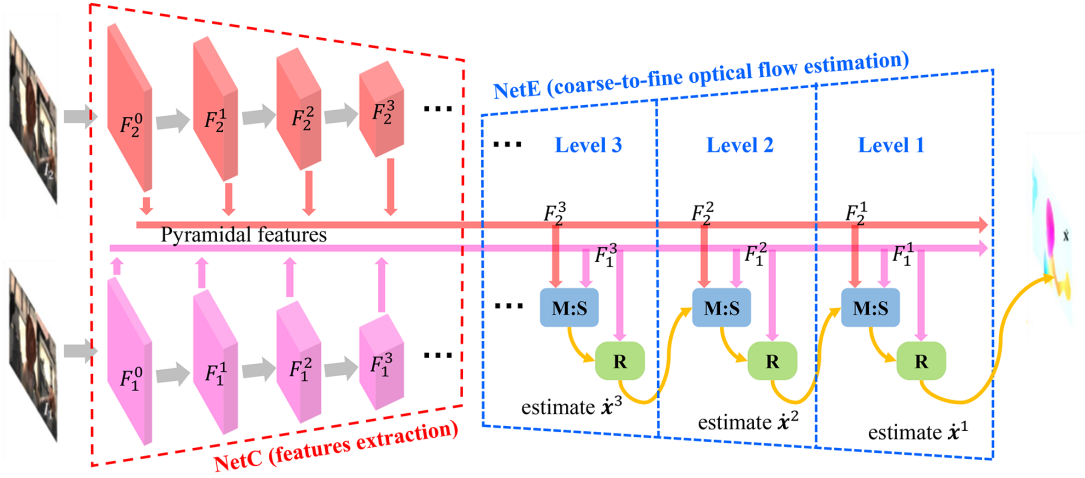 NetE (coarse-to-fine optical flow estimation)
F_2^0
F_2^1
F_2^2
F_2^3
...
I_2
... Level 3 Level 2 Level 1
F_2^3 F_2^2 F_2^1
Pyramidal features
F_1^3 F_1^2 F_1^1
ẋ
... M:S M:S M:S
I_1
F_1^0
F_1^1
F_1^2
F_1^3
...
R R R
estimate ẋ^3
estimate ẋ^2
estimate ẋ^1
NetC (features extraction)